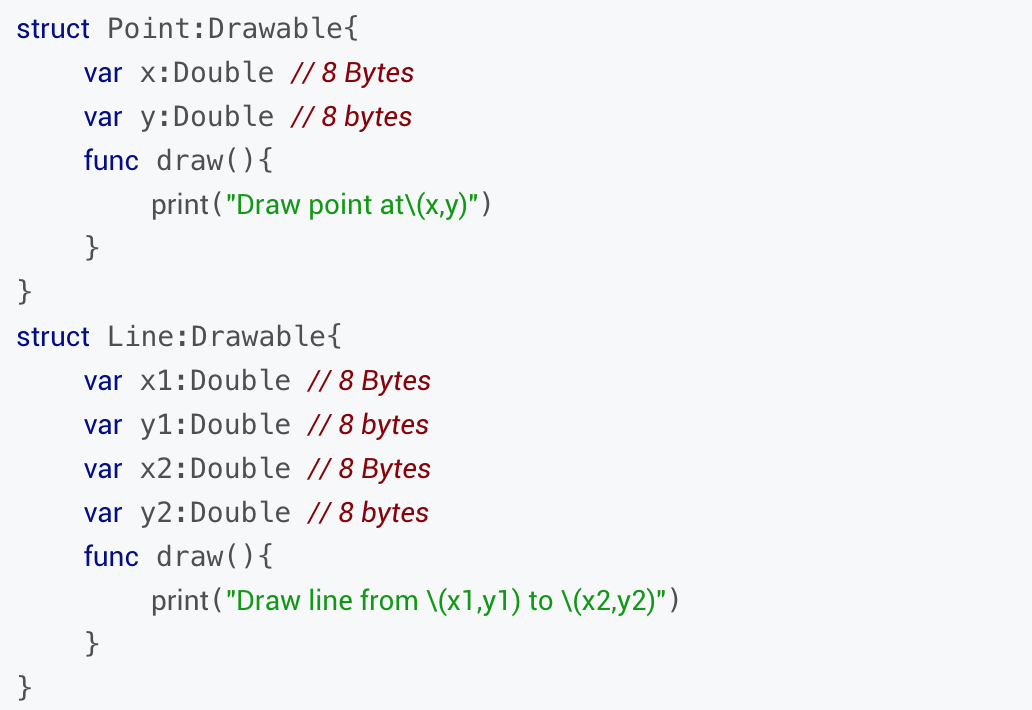 struct Point:Drawable{
var x:Double // 8 Bytes
var y:Double // 8 bytes
func draw(){
print("Draw point at\(x,y)")
}
}
struct Line:Drawable{
var x1:Double // 8 Bytes
var y1:Double // 8 bytes
var x2:Double // 8 Bytes
var y2:Double // 8 bytes
func draw(){
print("Draw line from \(x1,y1) to \(x2,y2)")
}
}